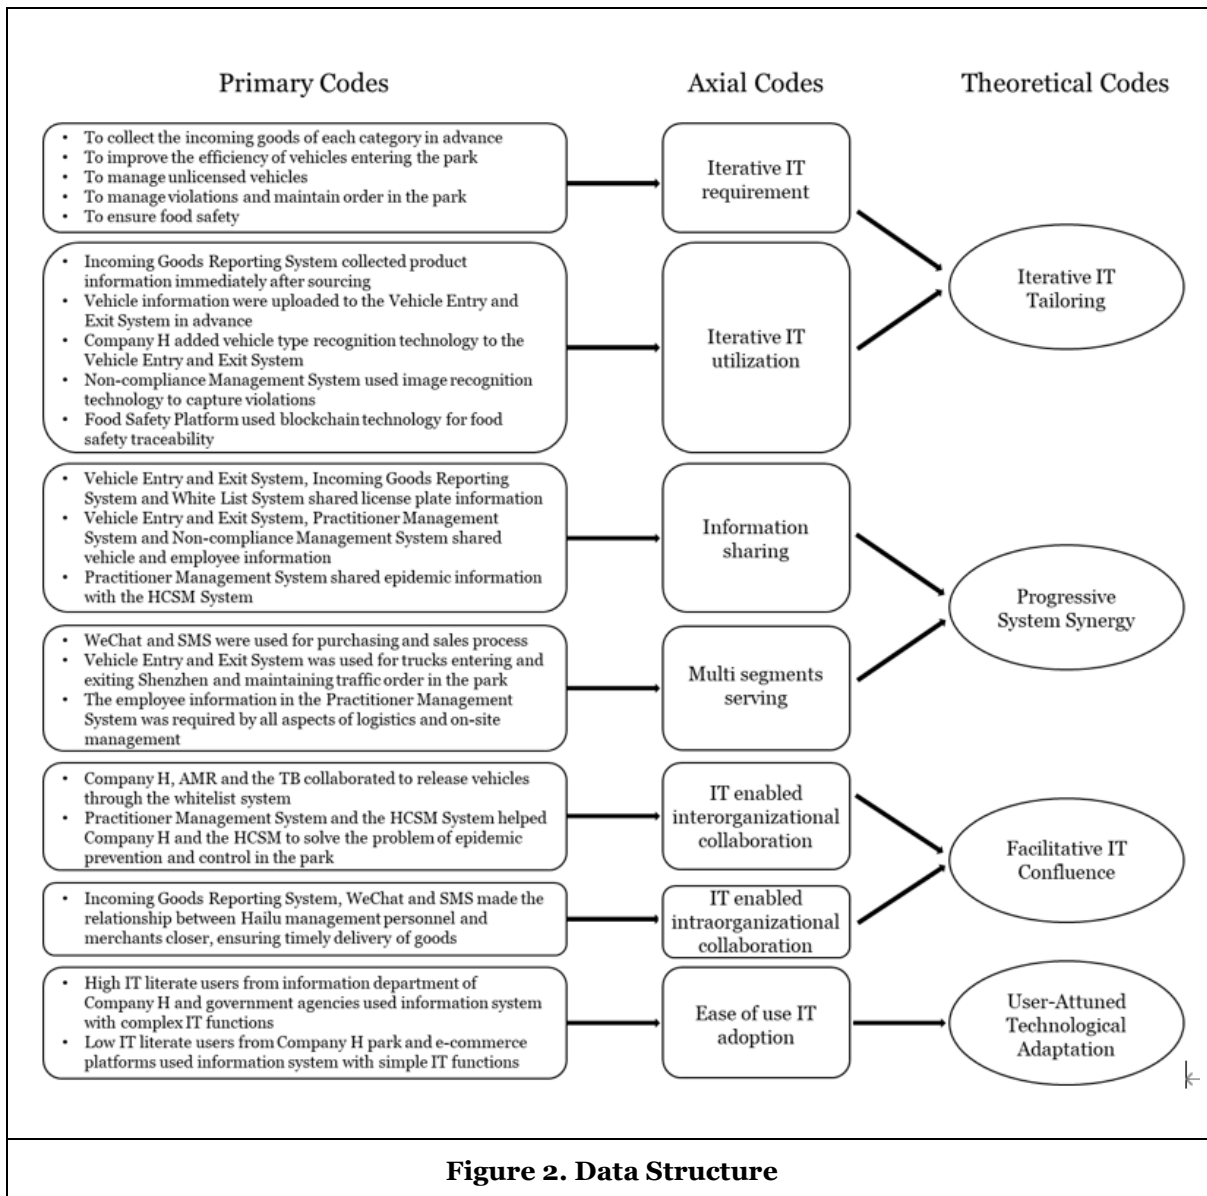 Primary Codes
Axial Codes
Theoretical Codes
• To collect the incoming goods of each category in advance
• To improve the efficiency of vehicles entering the park
• To manage unlicensed vehicles
• To manage violations and maintain order in the park
• To ensure food safety
Iterative IT
requirement
• Incoming Goods Reporting System collected product
information immediately after sourcing
• Vehicle information were uploaded to the Vehicle Entry and
Exit System in advance
• Company H added vehicle type recognition technology to the
Vehicle Entry and Exit System
• Non-compliance Management System used image recognition
technology to capture violations
• Food Safety Platform used blockchain technology for food
safety traceability
Iterative IT
utilization
Iterative IT
Tailoring
• Vehicle Entry and Exit System, Incoming Goods Reporting
System and White List System shared license plate information
• Vehicle Entry and Exit System, Practitioner Management
System and Non-compliance Management System shared
vehicle and employee information
• Practitioner Management System shared epidemic information
with the HCSM System
Information
sharing
• WeChat and SMS were used for purchasing and sales process
• Vehicle Entry and Exit System was used for trucks entering and
exiting Shenzhen and maintaining traffic order in the park
• The employee information in the Practitioner Management
System was required by all aspects of logistics and on-site
management
Multi segments
serving
Progressive
System Synergy
• Company H, AMR and the TB collaborated to release vehicles
through the whitelist system
• Practitioner Management System and the HCSM System helped
Company H and the HCSM to solve the problem of epidemic
prevention and control in the park
IT enabled
interorganizational
collaboration
• Incoming Goods Reporting System, WeChat and SMS made the
relationship between Hailu management personnel and
merchants closer, ensuring timely delivery of goods
IT enabled
intraorganizational
collaboration
Facilitative IT
Confluence
• High IT literate users from information department of
Company H and government agencies used information system
with complex IT functions
• Low IT literate users from Company H park and e-commerce
platforms used information system with simple IT functions
Ease of use IT
adoption
User-Attuned
Technological
Adaptation
Figure 2. Data Structure